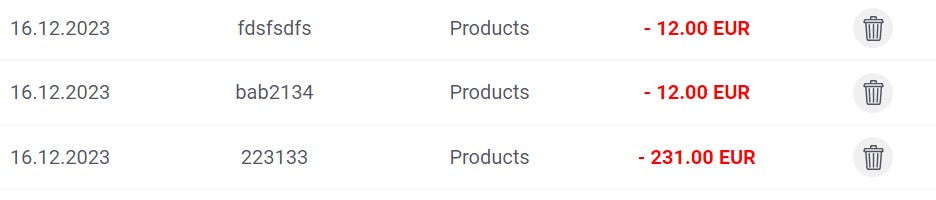 16.12.2023 fdsfsdfs Products - 12.00 EUR
16.12.2023 bab2134 Products - 12.00 EUR
16.12.2023 223133 Products - 231.00 EUR